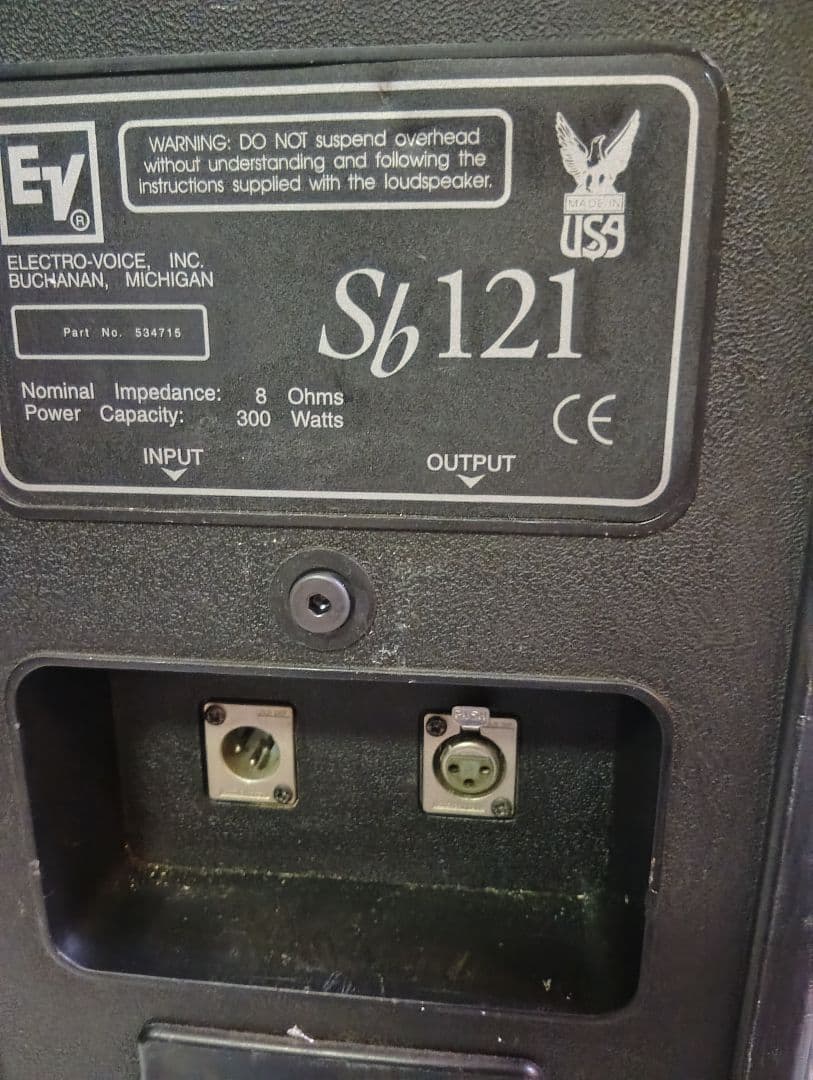 EV®
WARNING: DO NOT suspend overhead
without understanding and following the
instructions supplied with the loudspeaker.
MADE IN
USA
ELECTRO-VOICE, INC.
BUCHANAN, MICHIGAN
Sb121
Part No. 534715
Nominal Impedance: 8 Ohms
Power Capacity: 300 Watts
CE
INPUT
OUTPUT
PUSH